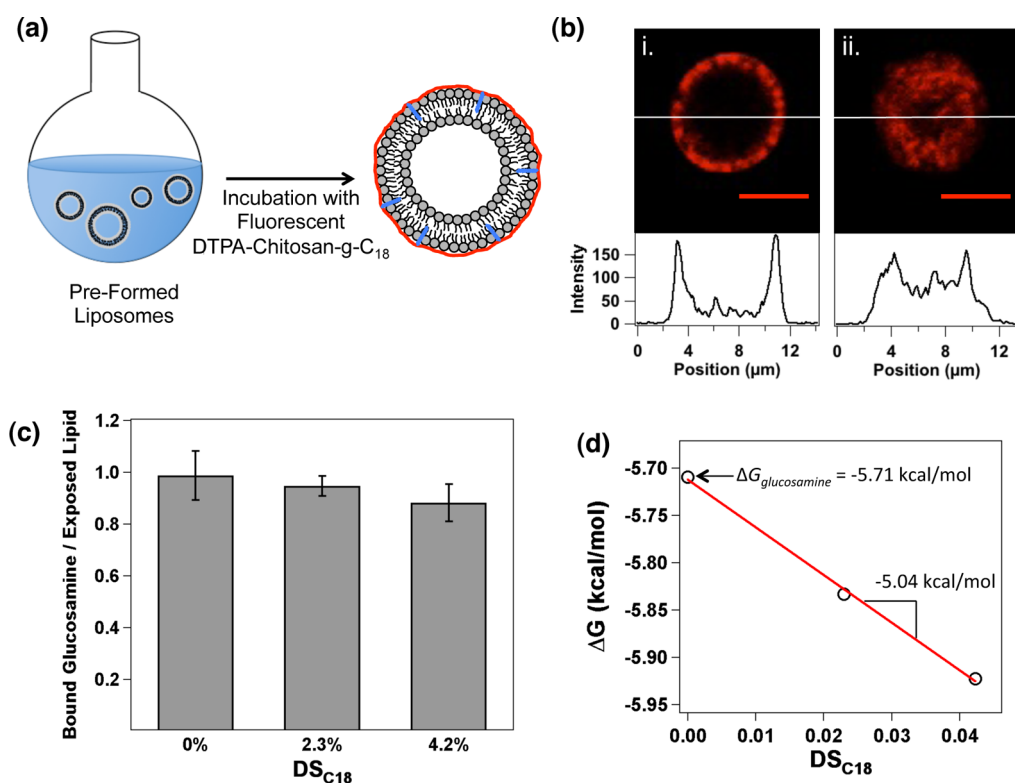 (a)
Pre-Formed
Liposomes
Incubation with
Fluorescent
DTPA-Chitosan-g-C18
(b)
i.
ii.
Intensity
150
100
50
0
0 4 8 12
Position (µm)
0 4 8 12
Position (µm)
(c)
Bound Glucosamine / Exposed Lipid
1.2
1.0
0.8
0.6
0.4
0.2
0% 2.3% 4.2%
DSC18
(d)
ΔG (kcal/mol)
-5.70
-5.75
-5.80
-5.85
-5.90
-5.95
ΔGglucosamine = -5.71 kcal/mol
-5.04 kcal/mol
0.00 0.01 0.02 0.03 0.04
DSC18